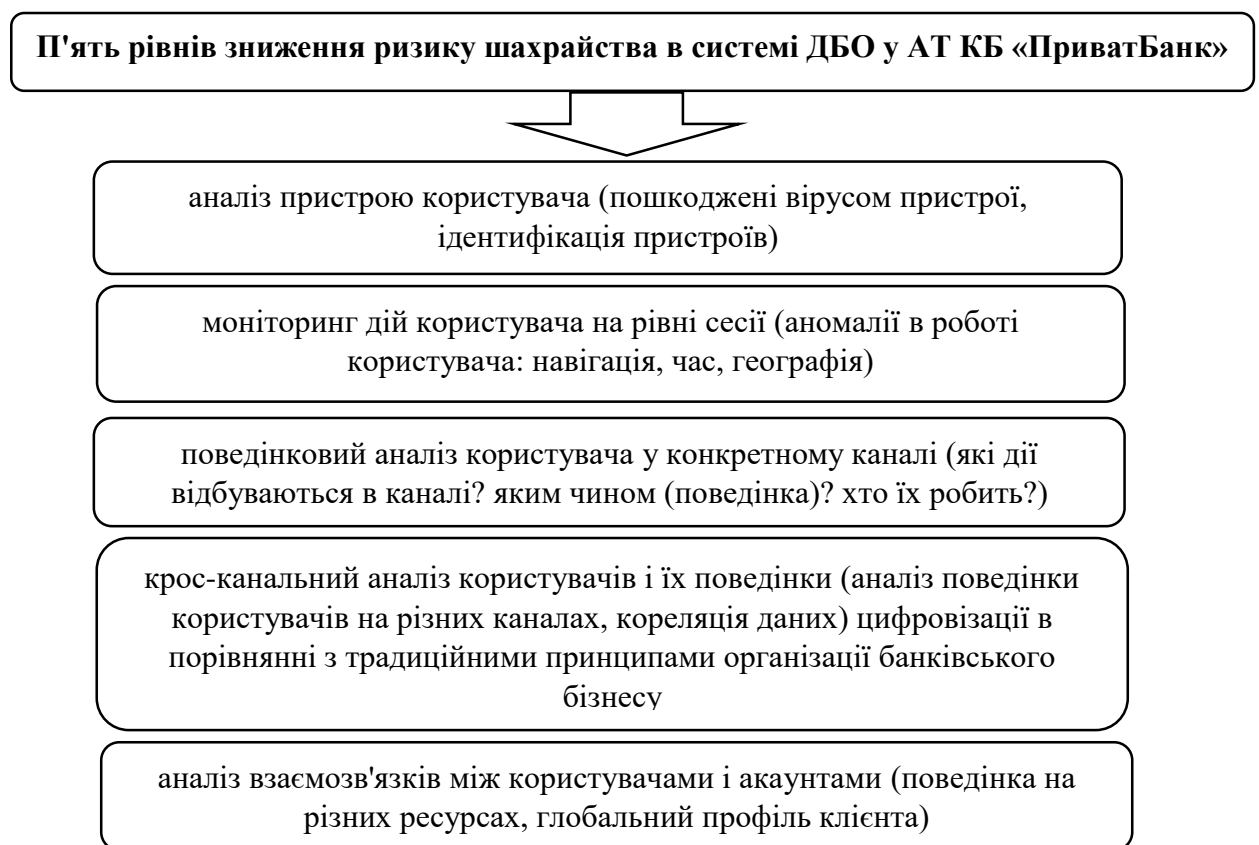 П'ять рівнів зниження ризику шахрайства в системі ДБО у АТ КБ «ПриватБанк»
аналіз пристрою користувача (пошкоджені вірусом пристрої,
ідентифікація пристроїв)
моніторинг дій користувача на рівні сесії (аномалії в роботі
користувача: навігація, час, географія)
поведінковий аналіз користувача у конкретному каналі (які дії
відбуваються в каналі? яким чином (поведінка)? хто їх робить?)
крос-канальний аналіз користувачів і їх поведінки (аналіз поведінки
користувачів на різних каналах, кореляція даних) цифровізації в
порівнянні з традиційними принципами організації банківського
бізнесу
аналіз взаємозв'язків між користувачами і акаунтами (поведінка на
різних ресурсах, глобальний профіль клієнта)